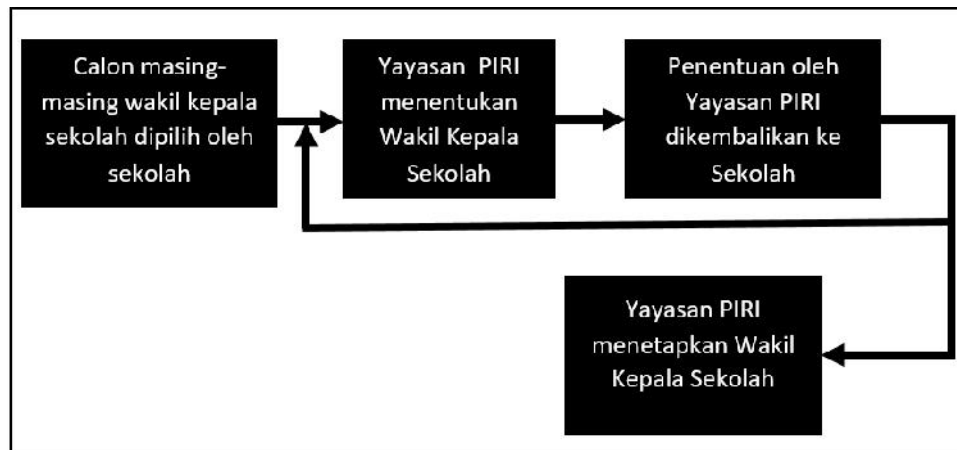 Calon masing-
masing wakil kepala
sekolah dipilih oleh
sekolah
Yayasan PIRI
menentukan
Wakil Kepala
Sekolah
Penentuan oleh
Yayasan PIRI
dikembalikan ke
Sekolah
Yayasan PIRI
menetapkan Wakil
Kepala Sekolah